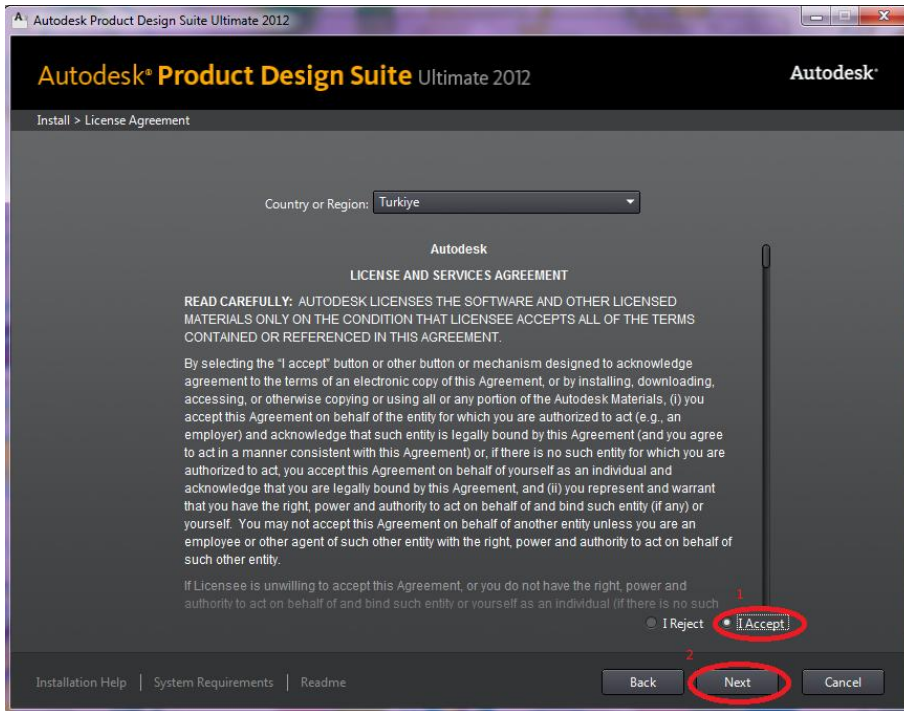 Autodesk Product Design Suite Ultimate 2012
Autodesk® Product Design Suite Ultimate 2012
Autodesk®
Install > License Agreement
Country or Region: Turkiye
Autodesk
LICENSE AND SERVICES AGREEMENT
READ CAREFULLY: AUTODESK LICENSES THE SOFTWARE AND OTHER LICENSED
MATERIALS ONLY ON THE CONDITION THAT LICENSEE ACCEPTS ALL OF THE TERMS
CONTAINED OR REFERENCED IN THIS AGREEMENT.
By selecting the "I accept" button or other button or mechanism designed to acknowledge
agreement to the terms of an electronic copy of this Agreement, or by installing, downloading,
accessing, or otherwise copying or using all or any portion of the Autodesk Materials, (i) you
accept this Agreement on behalf of the entity for which you are authorized to act (e.g., an
employer) and acknowledge that such entity is legally bound by this Agreement (and you agree
to act in a manner consistent with this Agreement) or, if there is no such entity for which you are
authorized to act, you accept this Agreement on behalf of yourself as an individual and
acknowledge that you are legally bound by this Agreement, and (ii) you represent and warrant
that you have the right, power and authority to act on behalf of and bind such entity (if any) or
yourself. You may not accept this Agreement on behalf of another entity unless you are an
employee or other agent of such other entity with the right, power and authority to act on behalf of
such other entity.
If Licensee is unwilling to accept this Agreement, or you do not have the right, power and
authority to act on behalf of and bind such entity or yourself as an individual (if there is no such
1
I Reject I Accept
2
Installation Help | System Requirements | Readme Back Next Cancel